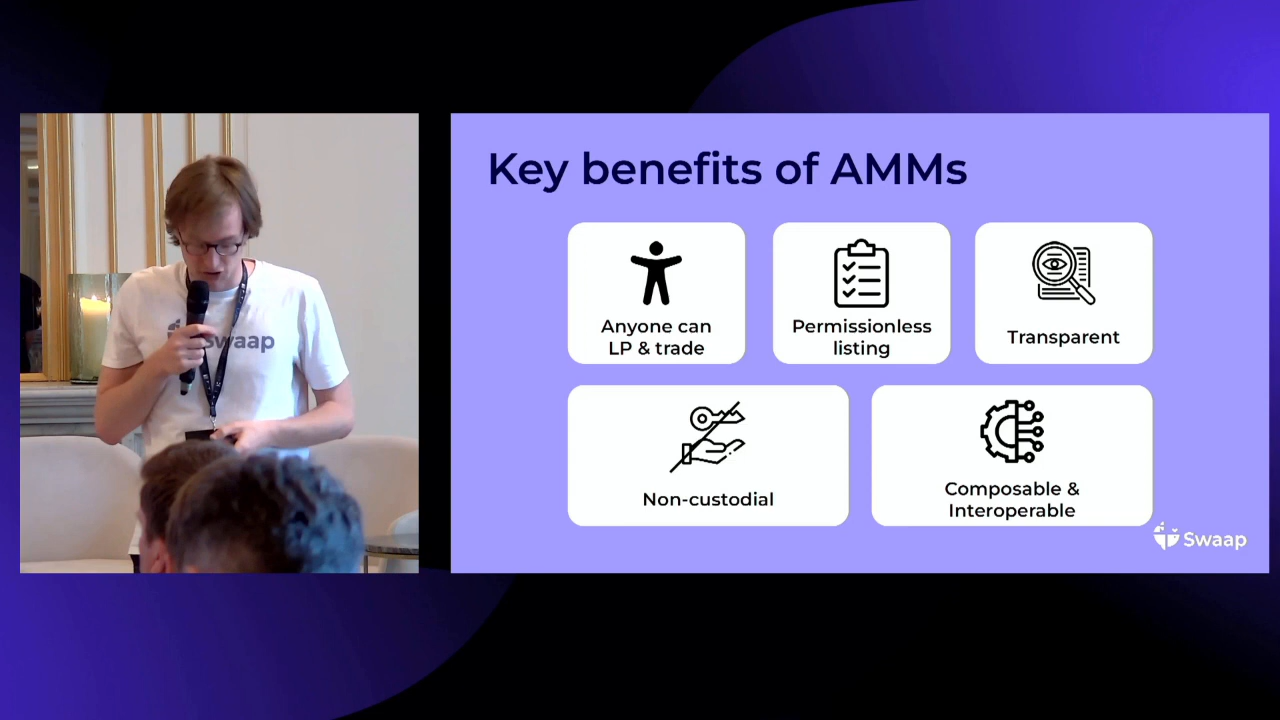 swaap
Key benefits of AMMs
Anyone can
LP & trade
Permissionless
listing
Transparent
Non-custodial
Composable &
Interoperable
Swaap